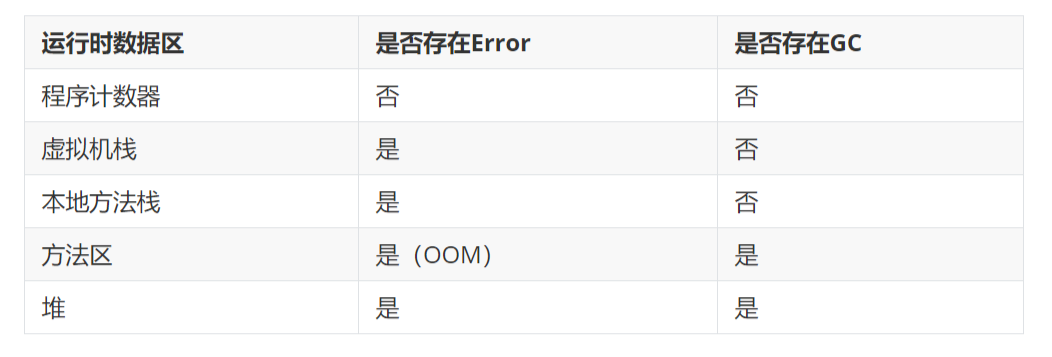 运行时数据区 是否存在Error 是否存在GC
程序计数器 否 否
虚拟机栈 是 否
本地方法栈 是 否
方法区 是（OOM） 是
堆 是 是